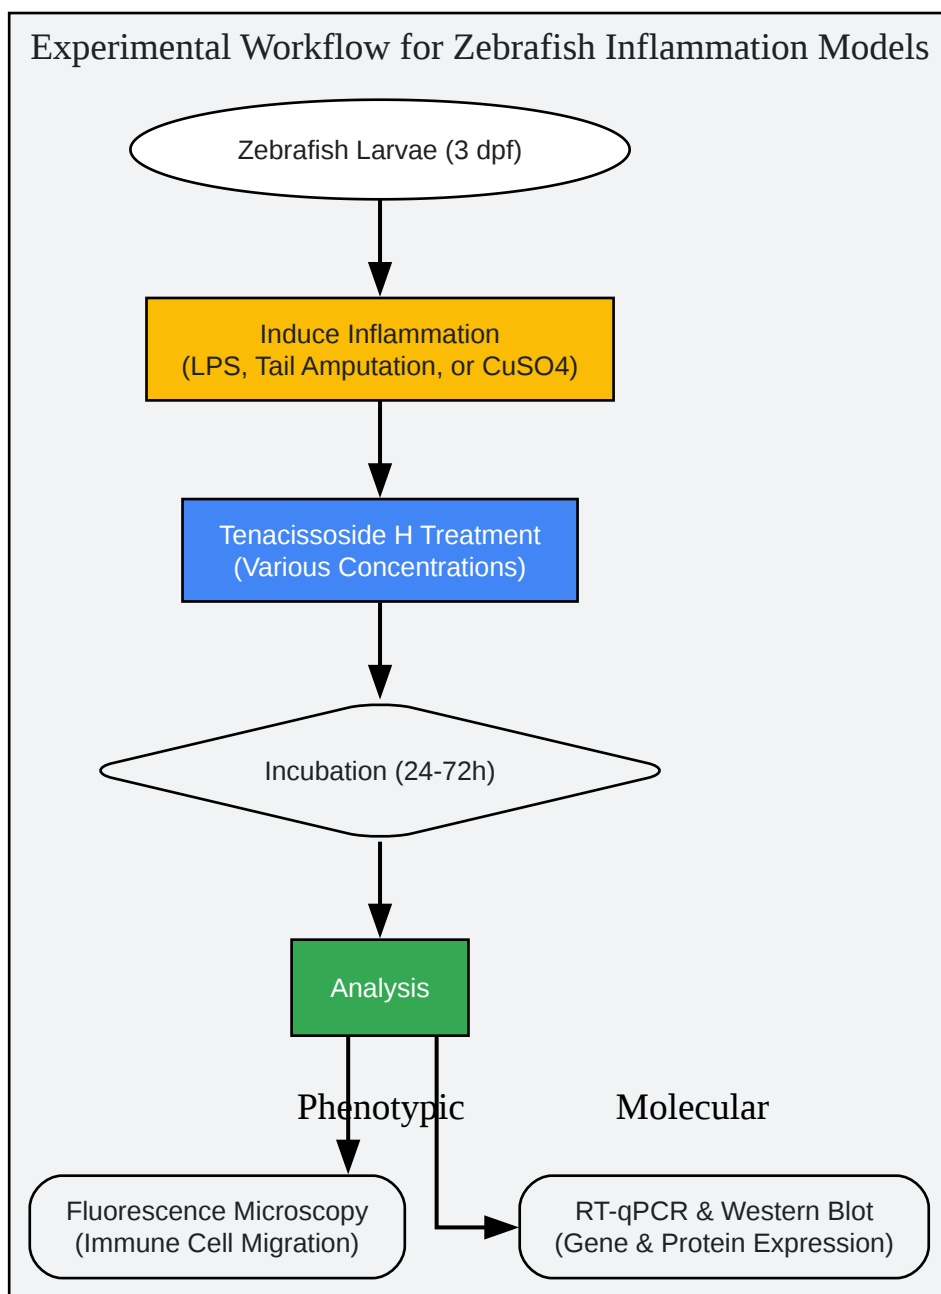 Experimental Workflow for Zebrafish Inflammation Models
Zebrafish Larvae (3 dpf)
Induce Inflammation
(LPS, Tail Amputation, or CuSO4)
Tenacissoside H Treatment
(Various Concentrations)
Incubation (24-72h)
Analysis
Phenotypic
Molecular
Fluorescence Microscopy
(Immune Cell Migration)
RT-qPCR & Western Blot
(Gene & Protein Expression)